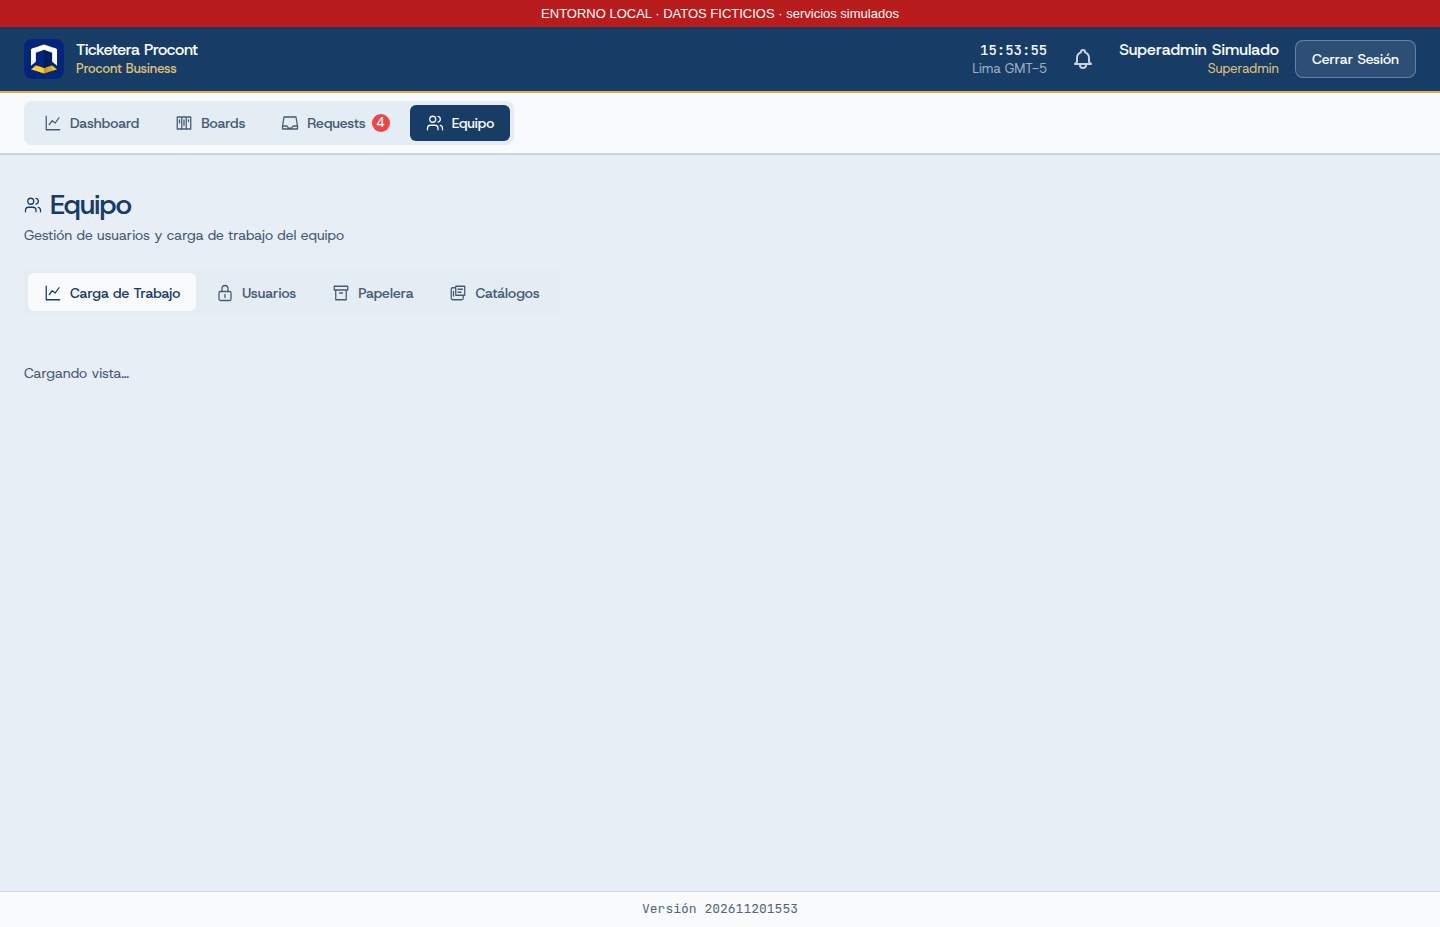 ENTORNO LOCAL · DATOS FICTICIOS · servicios simulados
Ticketera Procont
Procont Business
15:53:55
Lima GMT-5
Superadmin Simulado
Superadmin
Cerrar Sesión
Dashboard
Boards
Requests 4
Equipo
Equipo
Gestión de usuarios y carga de trabajo del equipo
Carga de Trabajo
Usuarios
Papelera
Catálogos
Cargando vista…
Versión 202611201553